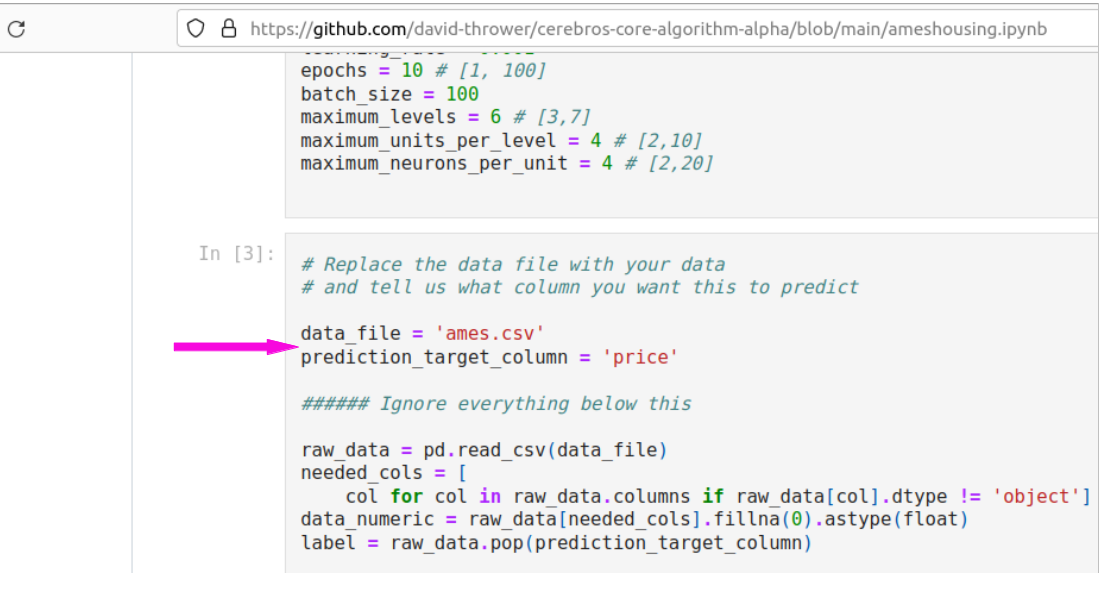 https://github.com/david-thrower/cerebros-core-algorithm-alpha/blob/main/ameshousing.ipynb
epochs = 10 # [1, 100]
batch_size = 100
maximum_levels = 6 # [3,7]
maximum_units_per_level = 4 # [2,10]
maximum_neurons_per_unit = 4 # [2,20]
In [3]:
# Replace the data file with your data
# and tell us what column you want this to predict
data_file = 'ames.csv'
prediction_target_column = 'price'
###### Ignore everything below this
raw_data = pd.read_csv(data_file)
needed_cols = [
col for col in raw_data.columns if raw_data[col].dtype != 'object']
data_numeric = raw_data[needed_cols].fillna(0).astype(float)
label = raw_data.pop(prediction_target_column)